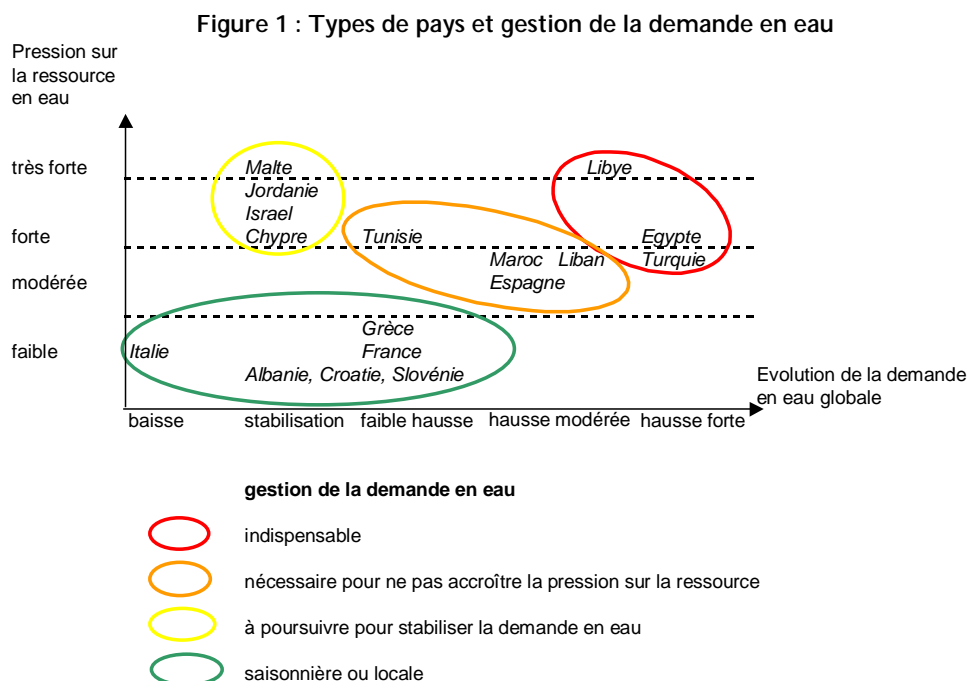 Figure 1 : Types de pays et gestion de la demande en eau
Pression sur
la ressource
en eau
très forte
Malte
Libye
Jordanie
Israel
forte
Chypre
Tunisie
Egypte
Maroc Liban
Turquie
modérée
Espagne
Grèce
faible
Italie
France
Albanie, Croatie, Slovénie
Evolution de la demande
en eau globale
baisse
stabilisation
faible hausse
hausse modérée
hausse forte
gestion de la demande en eau
indispensable
nécessaire pour ne pas accroître la pression sur la ressource
à poursuivre pour stabiliser la demande en eau
saisonnière ou locale